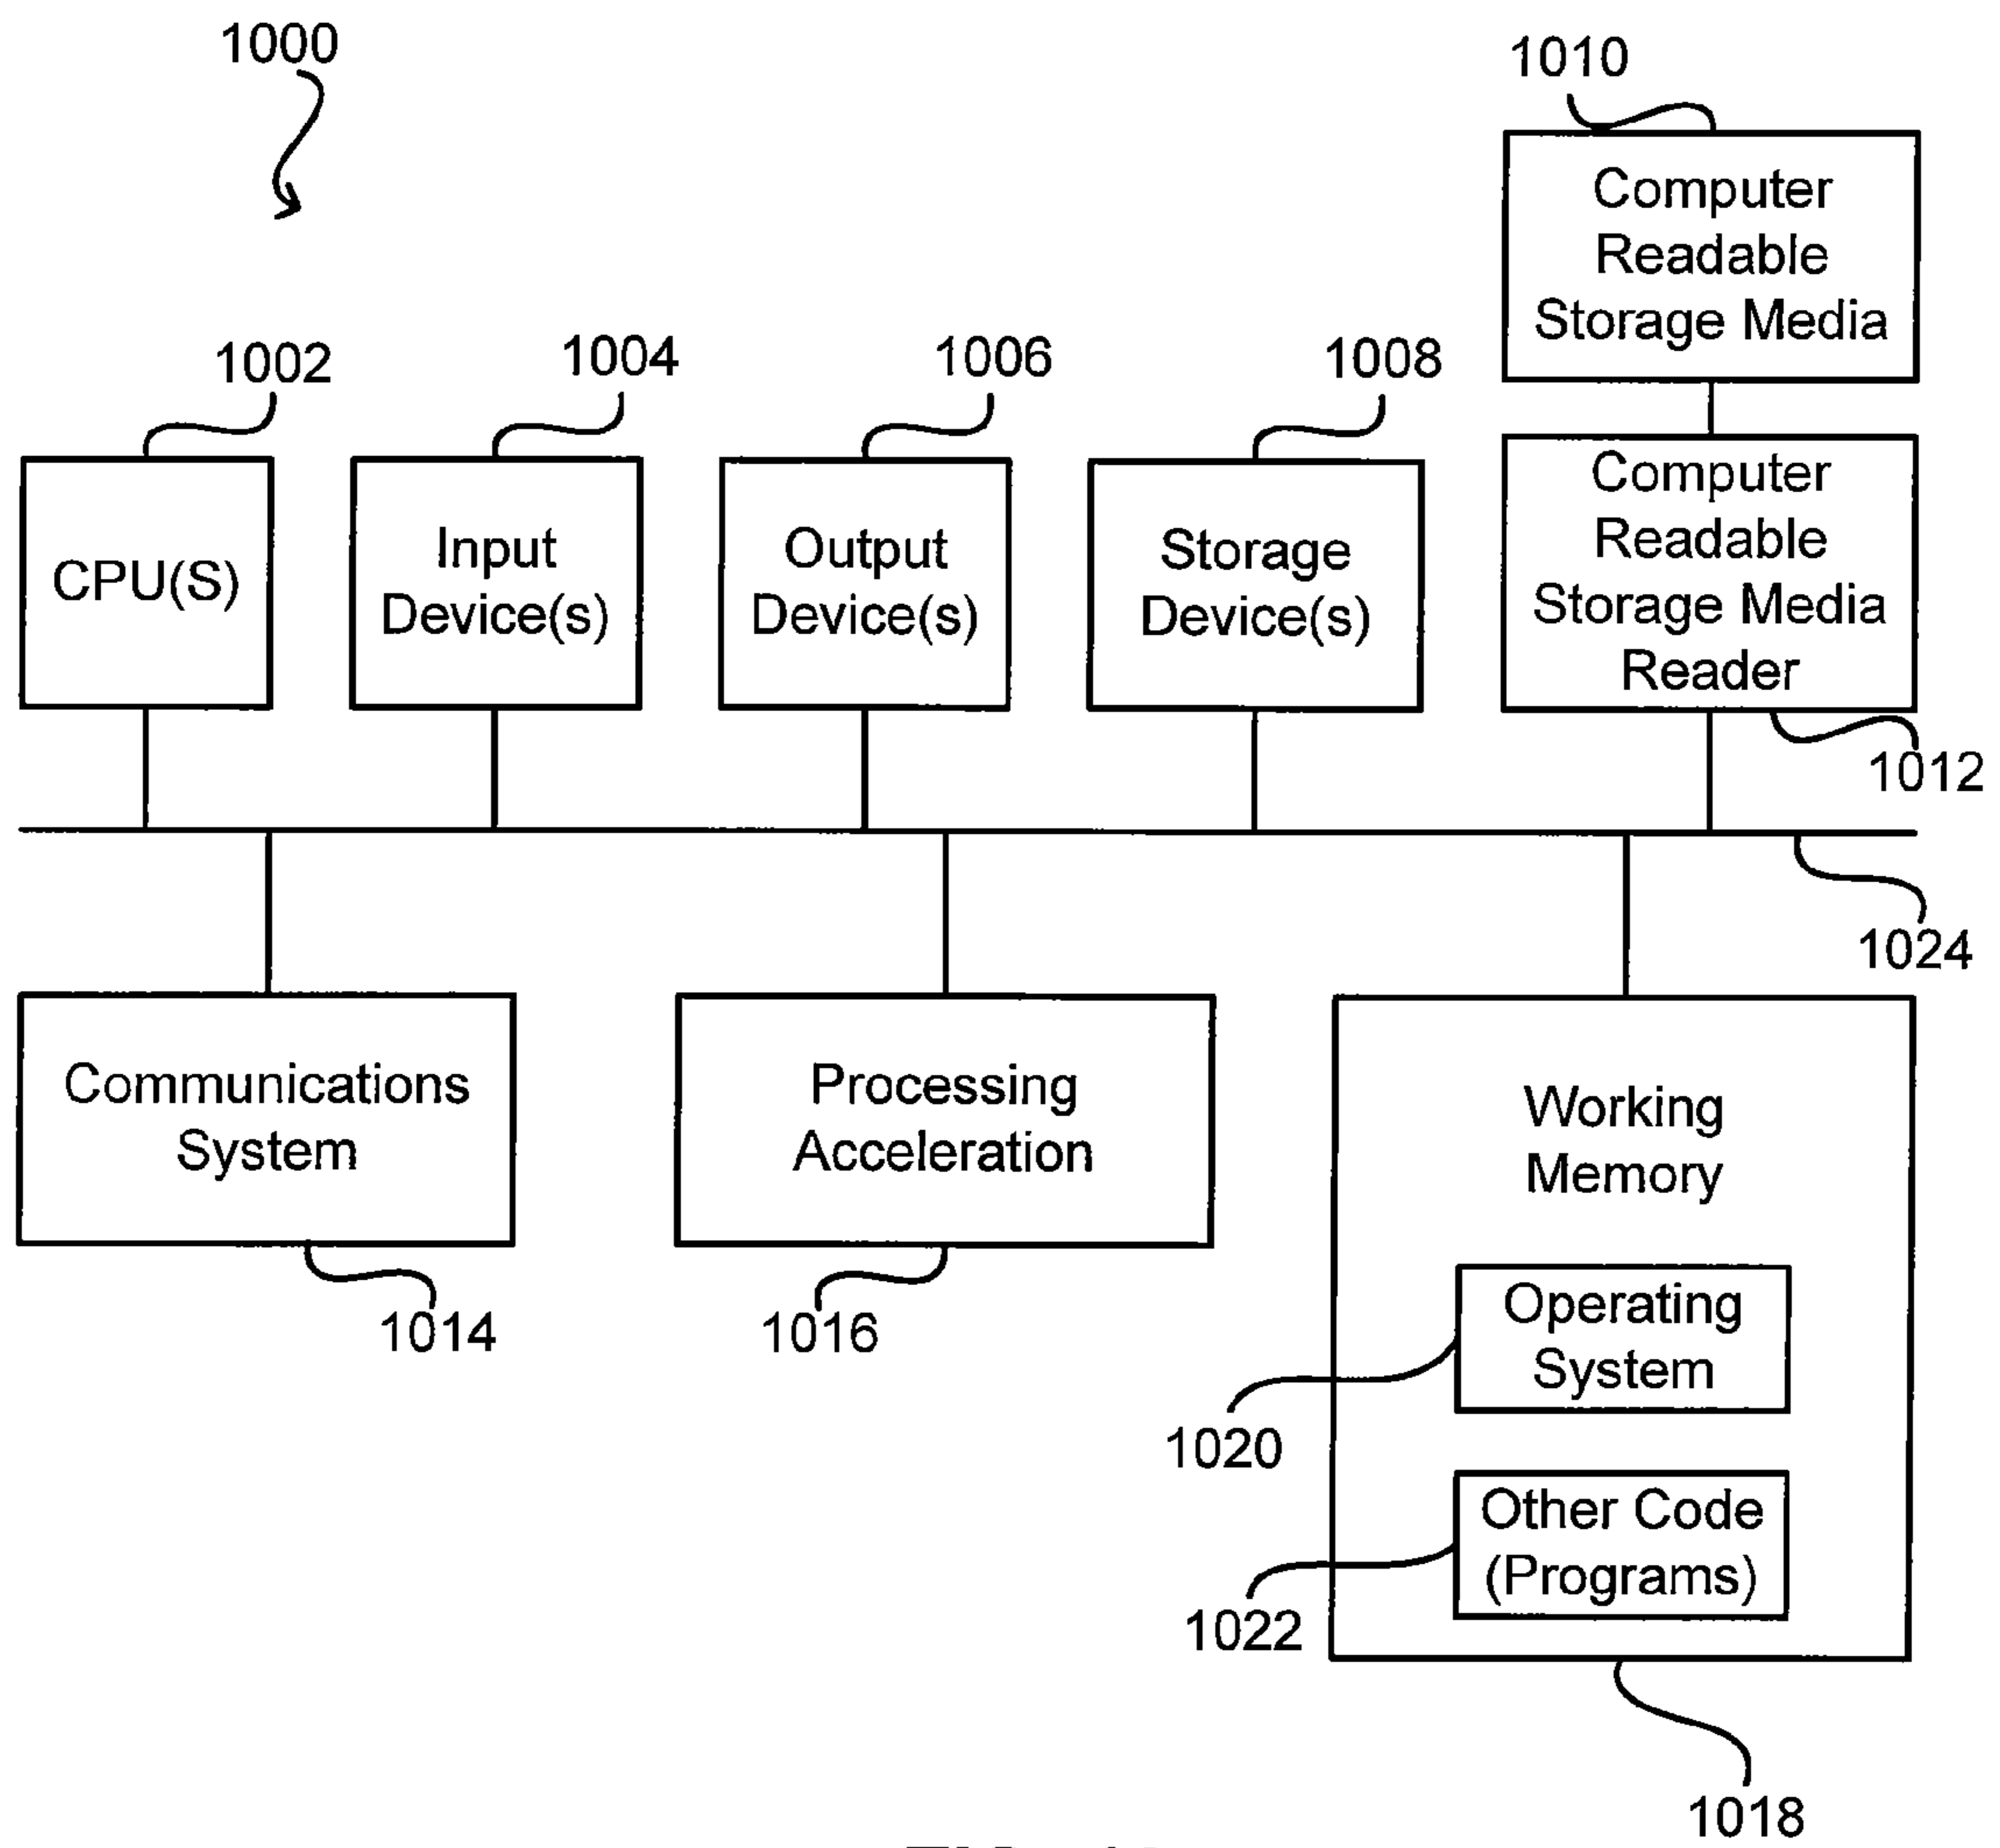 1000
1010
Computer
Readable
Storage Media
1002
1004
1006
1008
CPU(S)
Input
Device(s)
Output
Device(s)
Storage
Device(s)
Computer
Readable
Storage Media
Reader
1012
1024
Communications
System
1014
Processing
Acceleration
1016
Working
Memory
Operating
System
1020
Other Code
(Programs)
1022
1018